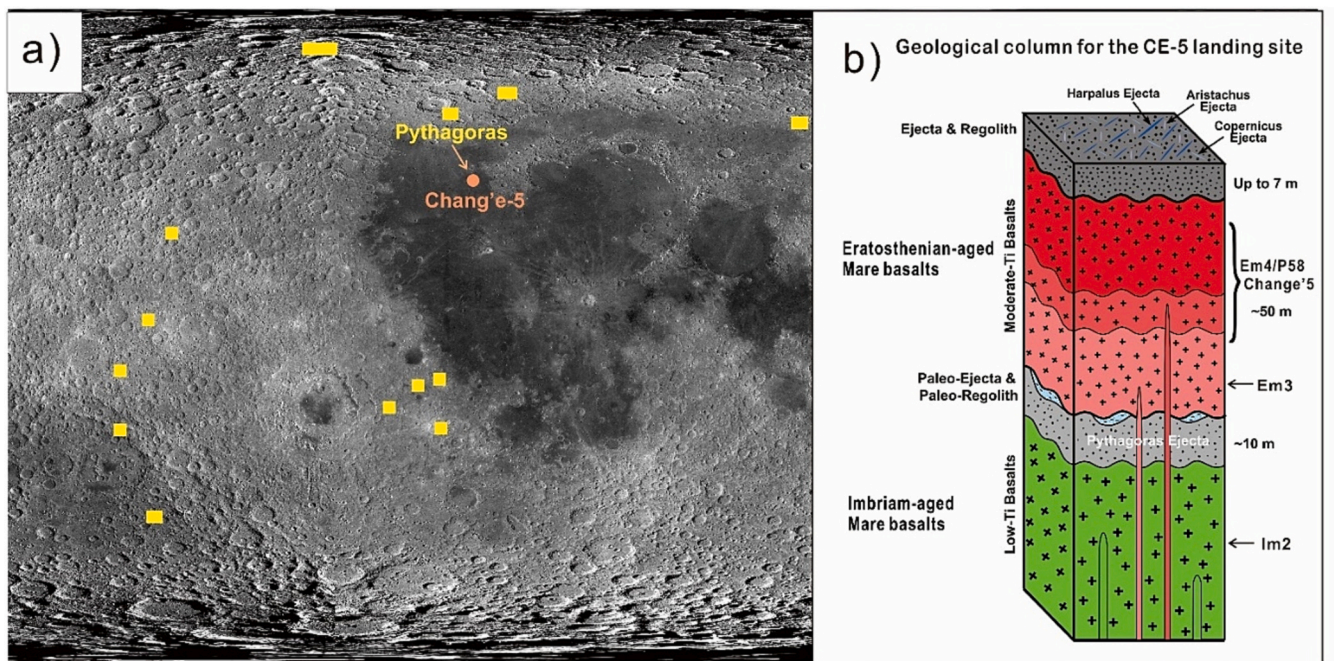 a)
Pythagoras
Chang'e-5
b)
Geological column for the CE-5 landing site
Harpalus Ejecta
Aristachus
Ejecta
Copernicus
Ejecta
Ejecta & Regolith
Up to 7 m
Eratosthenian-aged
Mare basalts
Moderate-Ti Basalts
Em4/P58
Change'5
~50 m
Paleo-Ejecta &
Paleo-Regolith
Em3
Pythagoras Ejecta
~10 m
Imbriam-aged
Mare basalts
Low-Ti Basalts
Im2